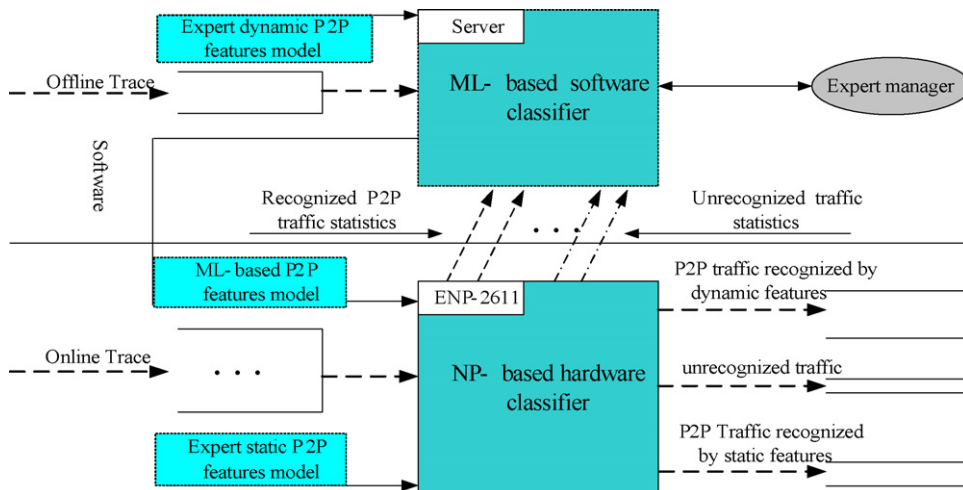 Expert dynamic P2P
features model
Server
Offline Trace
ML- based software
classifier
Expert manager
Software
Recognized P2P
traffic statistics
. . .
Unrecognized traffic
statistics
ML- based P2P
features model
ENP-2611
P2P traffic recognized by
dynamic features
Online Trace
. . .
NP- based hardware
classifier
unrecognized traffic
Expert static P2P
features model
P2P Traffic recognized
by static features